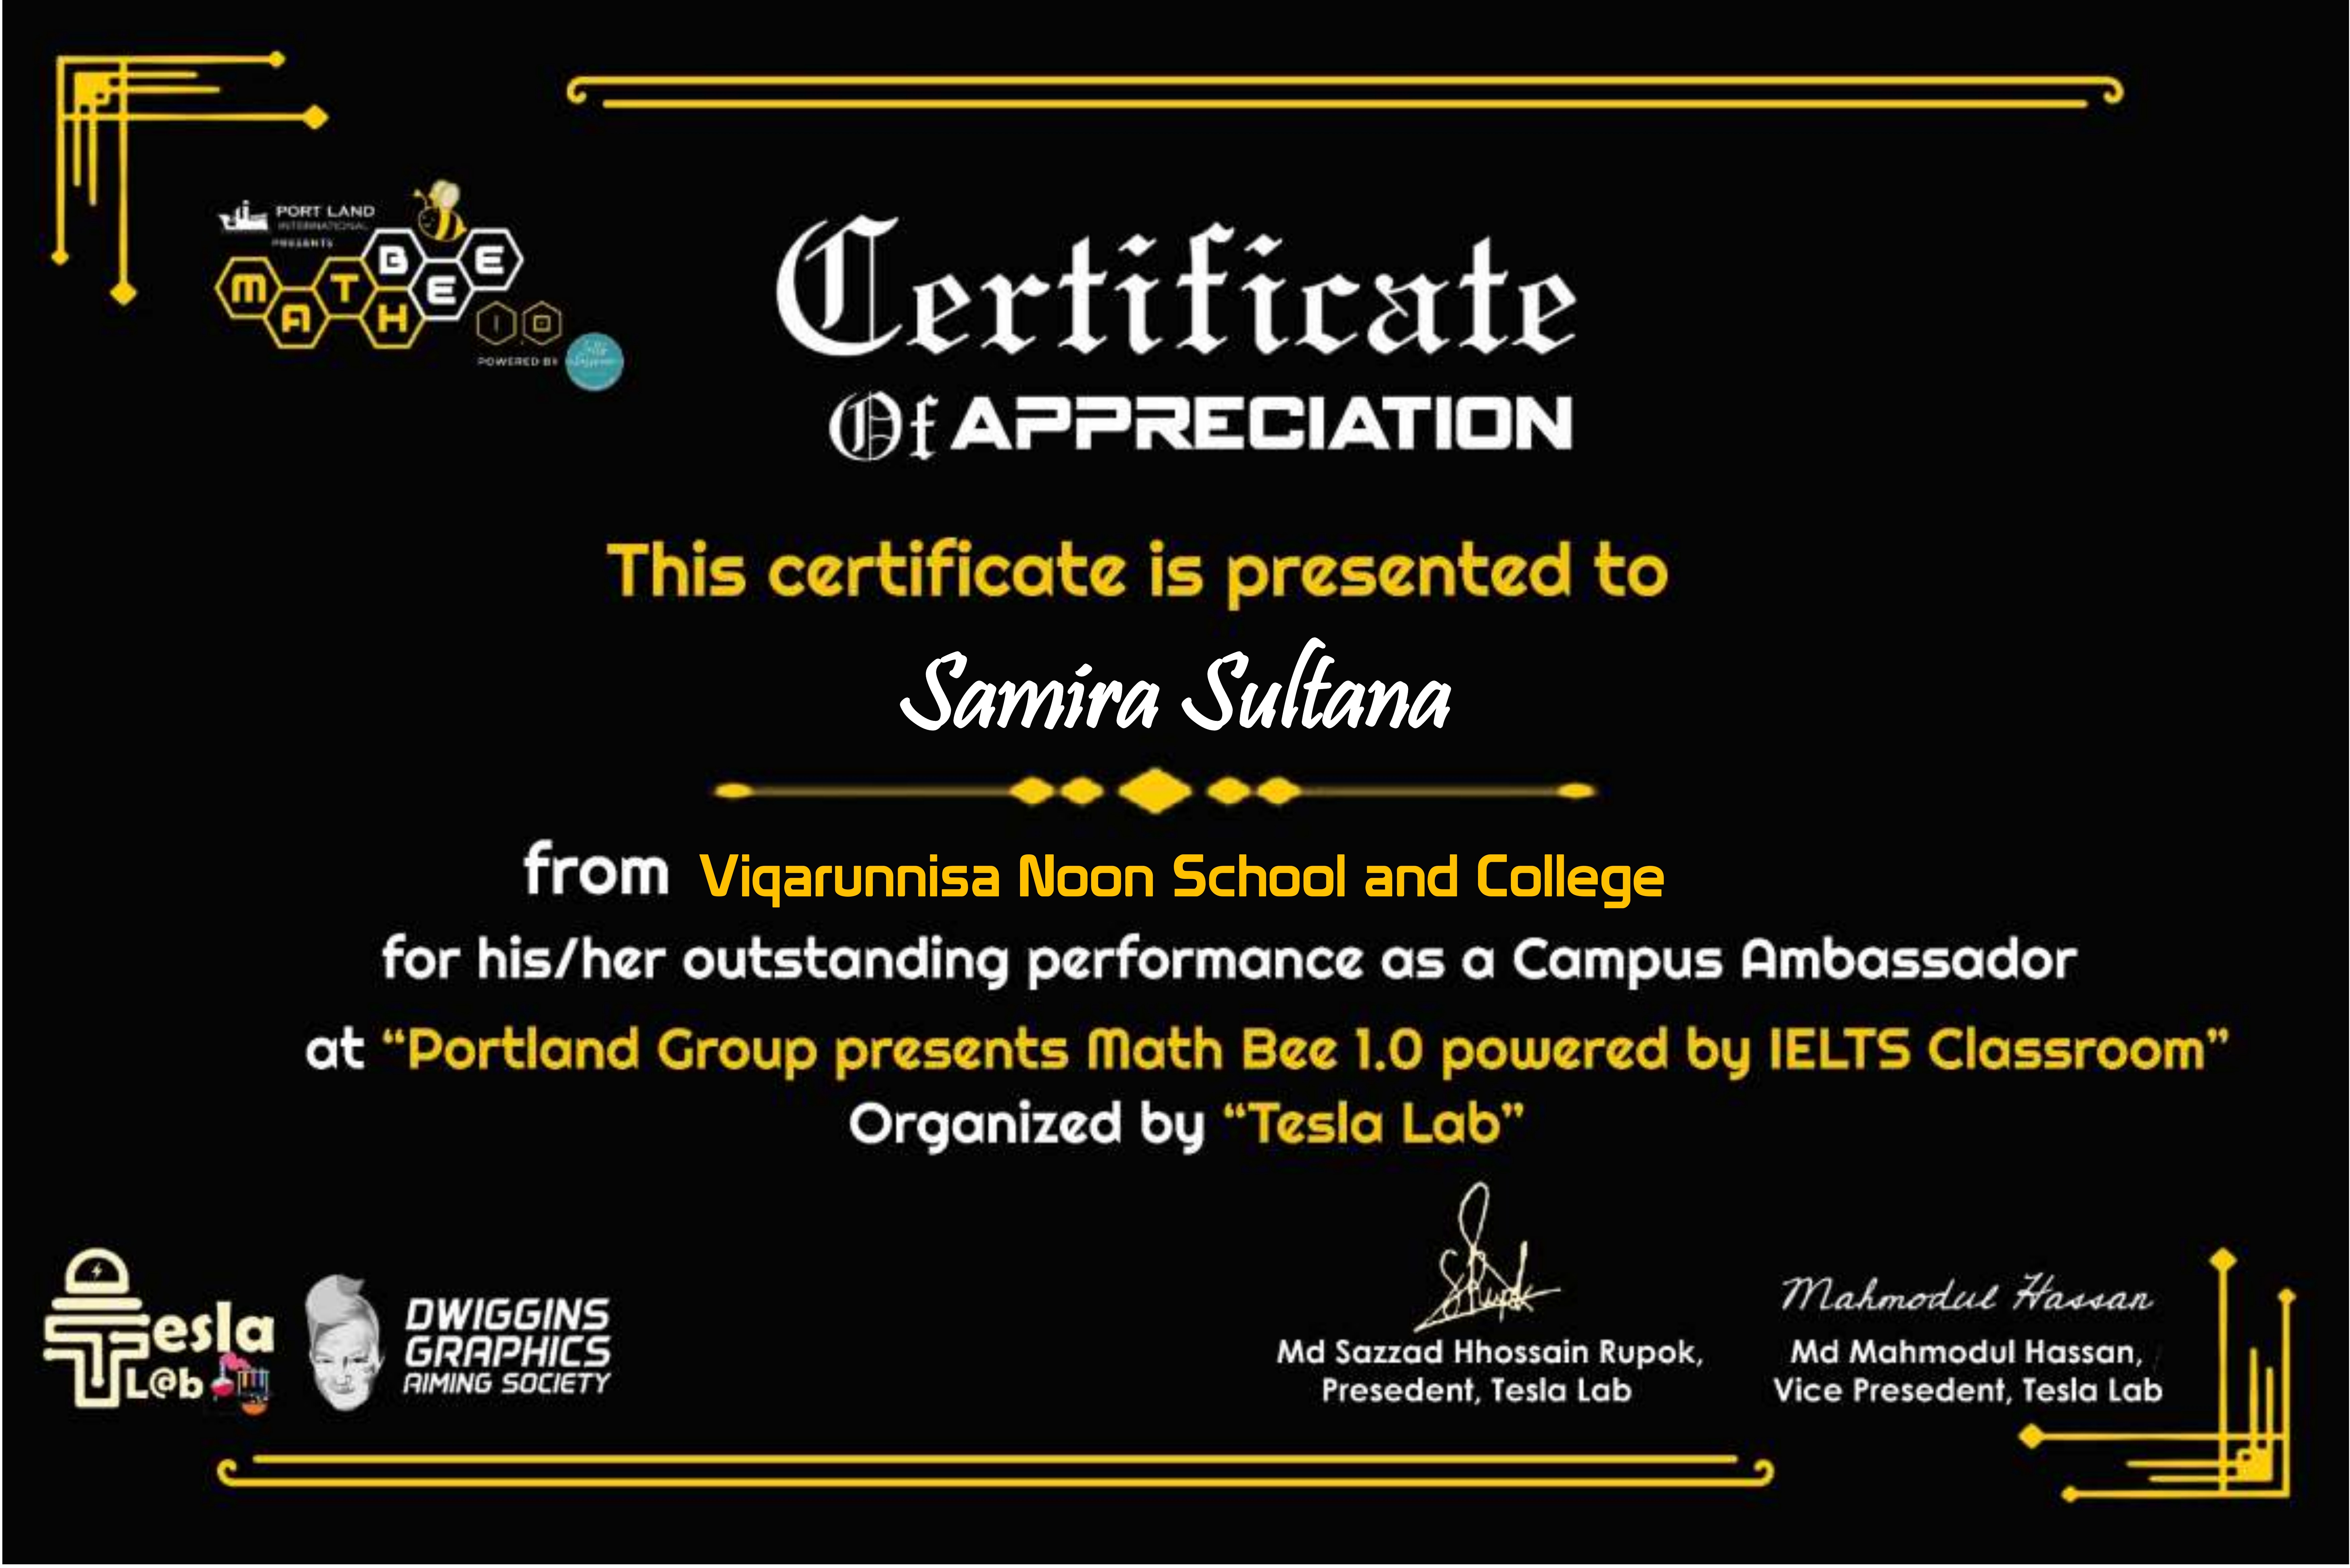 PORT LAND
INTERNATIONAL
PRESENTS
MATH BEE
1.0
POWERED BY
Certificate
Of APPRECIATION
This certificate is presented to
Samira Sultana
from Viqarunnisa Noon School and College
for his/her outstanding performance as a Campus Ambassador
at “Portland Group presents Math Bee 1.0 powered by IELTS Classroom”
Organized by “Tesla Lab”
Tesla
L@b
DWIGGINS
GRAPHICS
AIMING SOCIETY
Mahmodul Hassan
Md Sazzad Hhossain Rupok,
Presedent, Tesla Lab
Md Mahmodul Hassan,
Vice Presedent, Tesla Lab